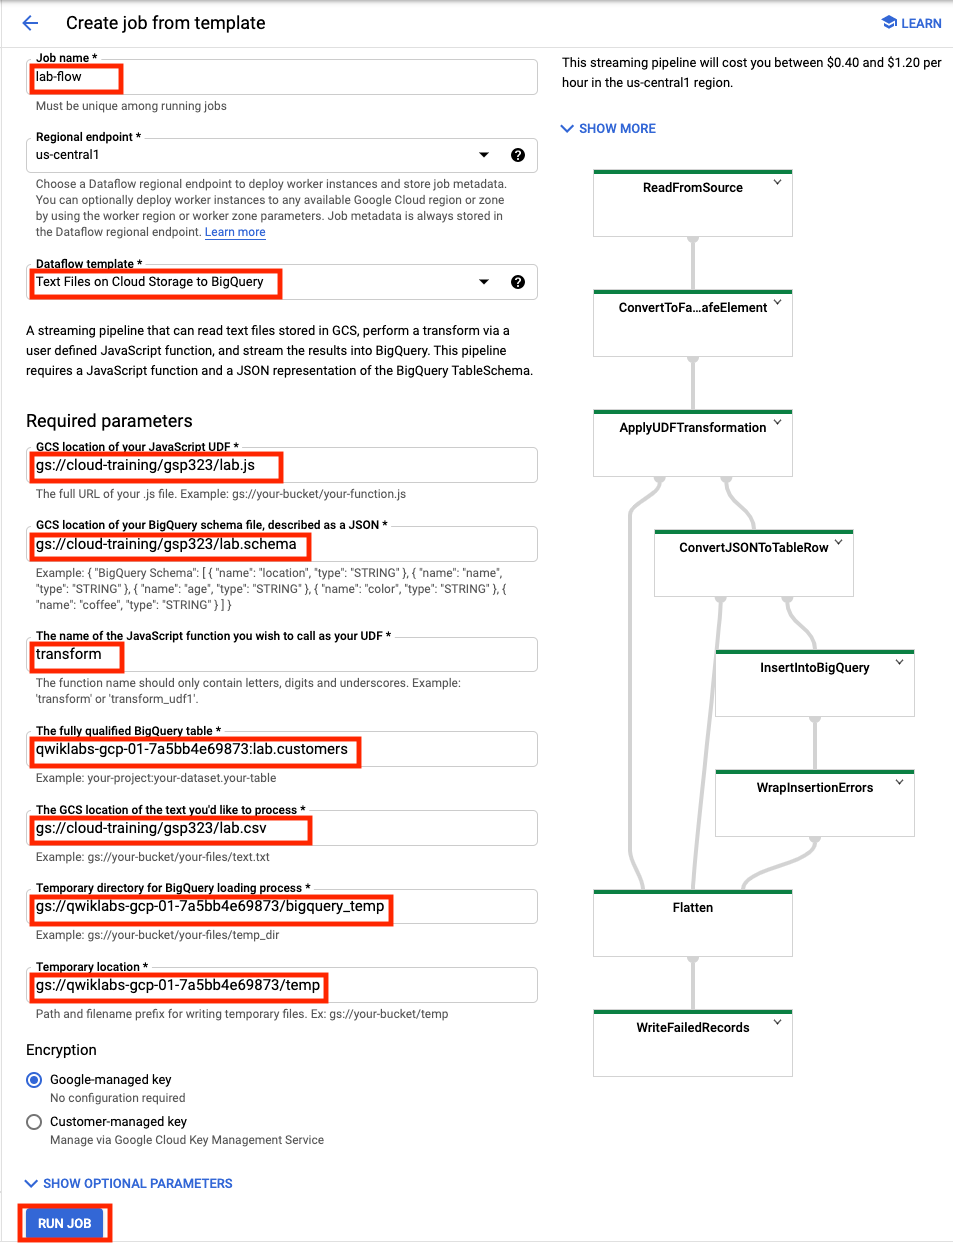 Create job from template
LEARN
Job name *
lab-flow
Must be unique among running jobs
Regional endpoint *
us-central1
Choose a Dataflow regional endpoint to deploy worker instances and store job metadata.
You can optionally deploy worker instances to any available Google Cloud region or zone
by using the worker region or worker zone parameters. Job metadata is always stored in
the Dataflow regional endpoint. Learn more
Dataflow template *
Text Files on Cloud Storage to BigQuery
A streaming pipeline that can read text files stored in GCS, perform a transform via a
user defined JavaScript function, and stream the results into BigQuery. This pipeline
requires a JavaScript function and a JSON representation of the BigQuery TableSchema.
Required parameters
GCS location of your JavaScript UDF *
gs://cloud-training/gsp323/lab.js
The full URL of your .js file. Example: gs://your-bucket/your-function.js
GCS location of your BigQuery schema file, described as a JSON *
gs://cloud-training/gsp323/lab.schema
Example: { "BigQuery Schema": [ { "name": "location", "type": "STRING" }, { "name": "name",
"type": "STRING" }, { "name": "age", "type": "STRING" }, { "name": "color", "type": "STRING" }, {
"name": "coffee", "type": "STRING" } ] }
The name of the JavaScript function you wish to call as your UDF *
transform
The function name should only contain letters, digits and underscores. Example:
'transform' or 'transform_udf1'.
The fully qualified BigQuery table *
qwiklabs-gcp-01-7a5bb4e69873:lab.customers
Example: your-project:your-dataset.your-table
The GCS location of the text you'd like to process *
gs://cloud-training/gsp323/lab.csv
Example: gs://your-bucket/your-files/text.txt
Temporary directory for BigQuery loading process *
gs://qwiklabs-gcp-01-7a5bb4e69873/bigquery_temp
Example: gs://your-bucket/your-files/temp_dir
Temporary location *
gs://qwiklabs-gcp-01-7a5bb4e69873/temp
Path and filename prefix for writing temporary files. Ex: gs://your-bucket/temp
Encryption
Google-managed key
No configuration required
Customer-managed key
Manage via Google Cloud Key Management Service
SHOW OPTIONAL PARAMETERS
RUN JOB
This streaming pipeline will cost you between $0.40 and $1.20 per
hour in the us-central1 region.
SHOW MORE
ReadFromSource
ConvertToFa...afeElement
ApplyUDFTransformation
ConvertJSONToTableRow
InsertIntoBigQuery
WrapInsertionErrors
Flatten
WriteFailedRecords